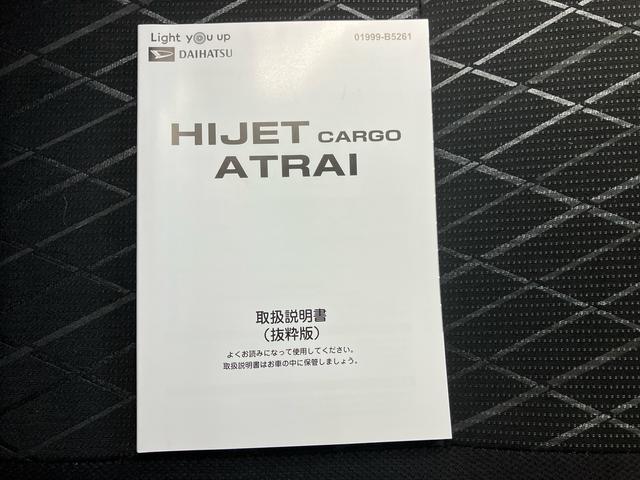 Light you up
DAIHATSU
01999-B5261
HIJET CARGO
ATRAI
取扱説明書
（抜粋版）
よくお読みになって使用してください。
取扱説明書はお車の中に保管しましょう。